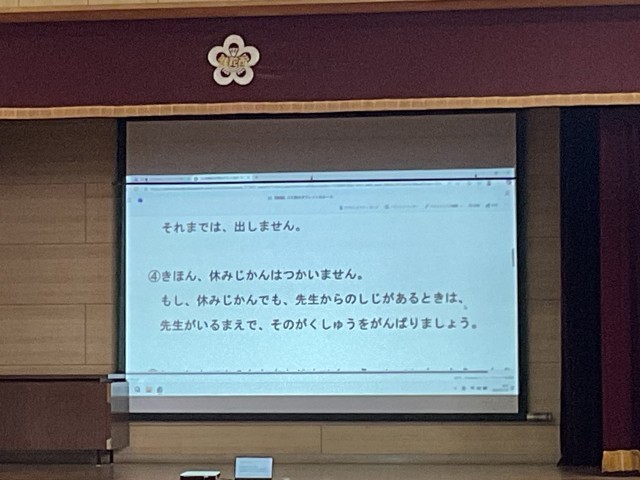 それまでは、出しません。
④きほん、休みじかんはつかいません。
もし、休みじかんでも、先生からのしじがあるときは、
先生がいるまえで、そのがくしゅうをがんばりましょう。